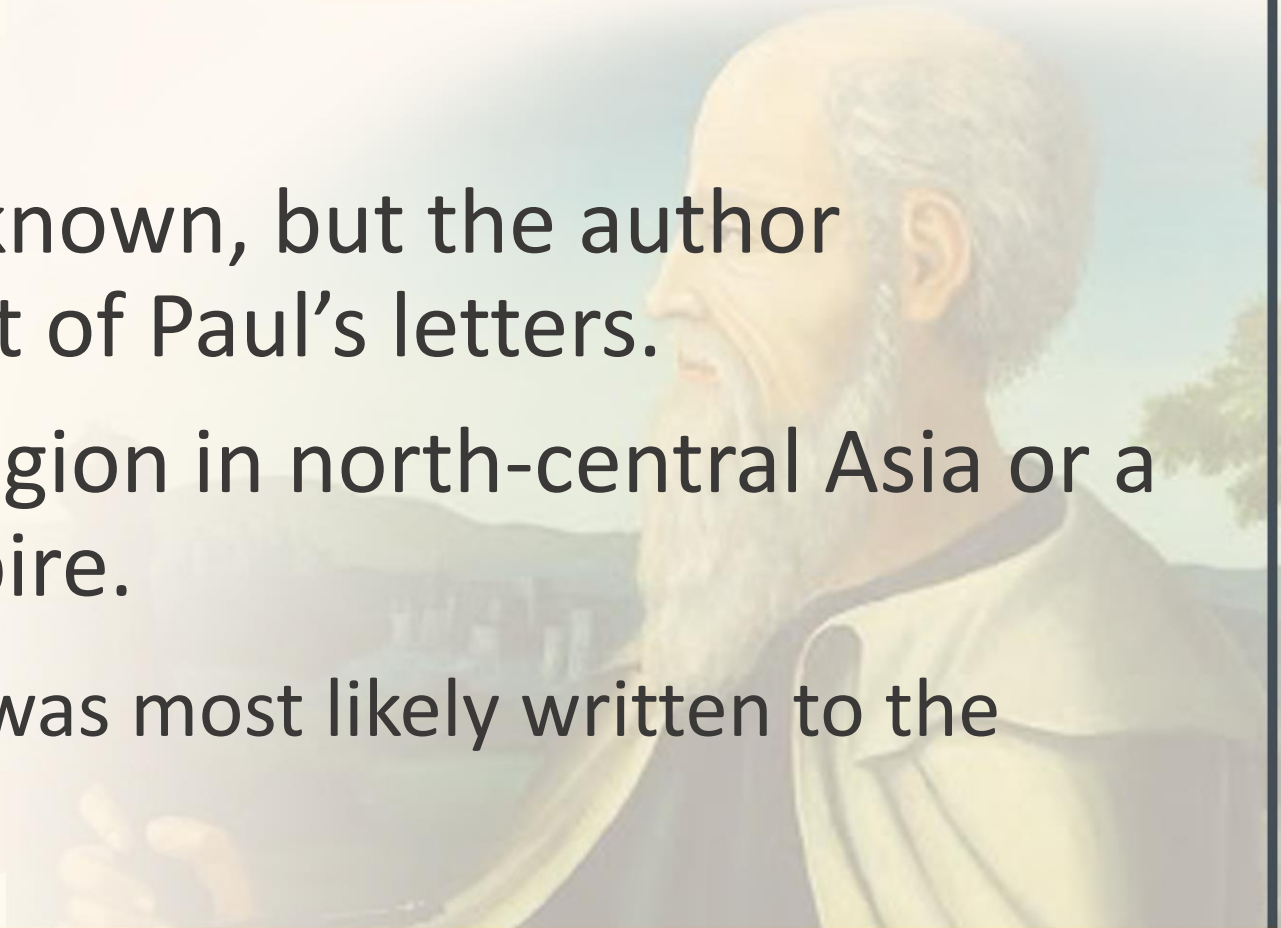 known, but the author
t of Paul’s letters.
gion in north-central Asia or a
ire.
was most likely written to the